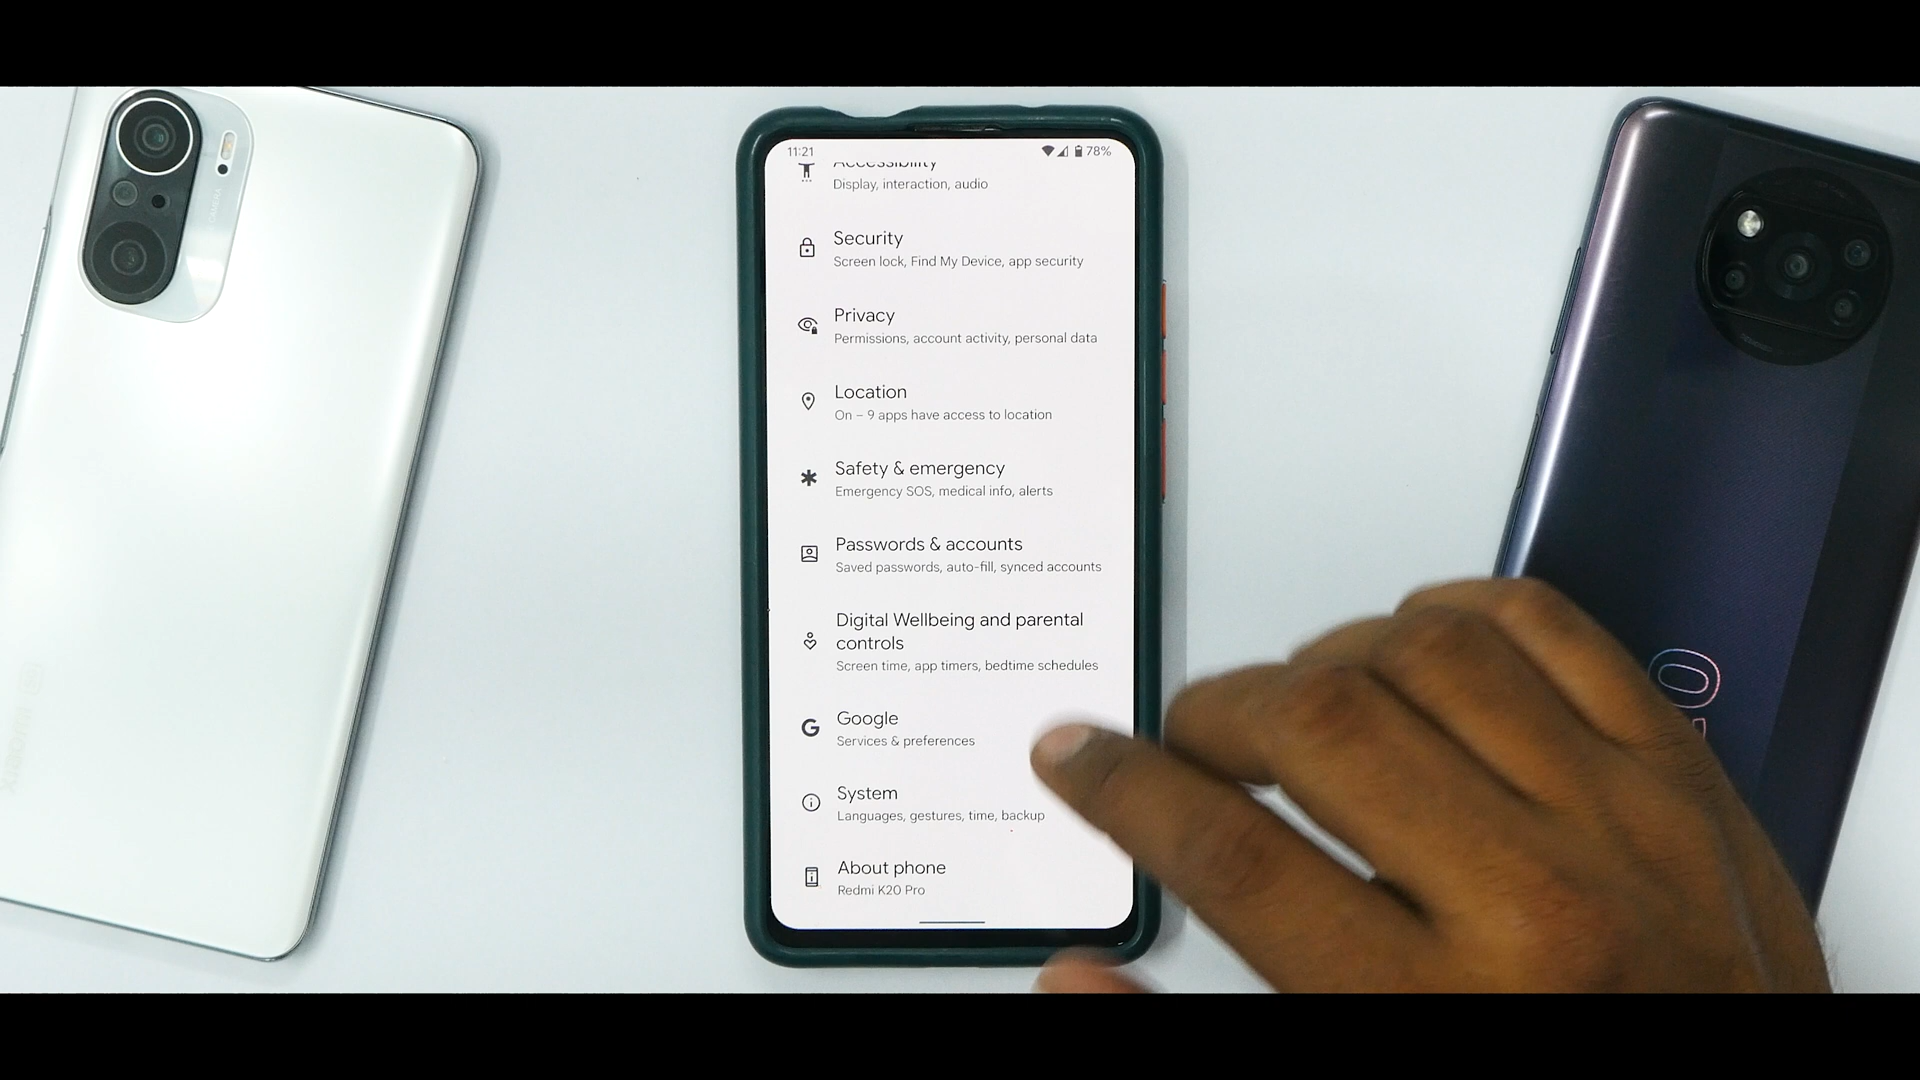 11:21
78%
Accessibility
Display, interaction, audio
Security
Screen lock, Find My Device, app security
Privacy
Permissions, account activity, personal data
Location
On – 9 apps have access to location
Safety & emergency
Emergency SOS, medical info, alerts
Passwords & accounts
Saved passwords, auto-fill, synced accounts
Digital Wellbeing and parental
controls
Screen time, app timers, bedtime schedules
Google
Services & preferences
System
Languages, gestures, time, backup
About phone
Redmi K20 Pro